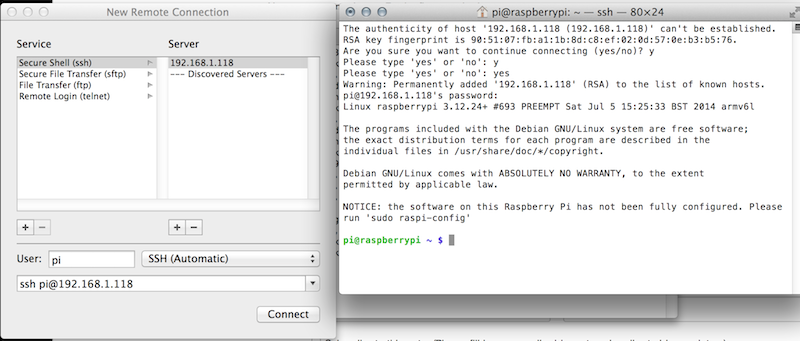 New Remote Connection
Service
Server
Secure Shell (ssh)
Secure File Transfer (sftp)
File Transfer (ftp)
Remote Login (telnet)
192.168.1.118
--- Discovered Servers ---
+ −
+ −
User: pi
SSH (Automatic)
ssh pi@192.168.1.118
Connect
pi@raspberrypi: ~ — ssh — 80×24
The authenticity of host '192.168.1.118 (192.168.1.118)' can't be established.
RSA key fingerprint is 90:51:07:fb:a1:1b:8d:c8:ef:02:0d:57:0e:b3:b5:76.
Are you sure you want to continue connecting (yes/no)? y
Please type 'yes' or 'no': y
Please type 'yes' or 'no': yes
Warning: Permanently added '192.168.1.118' (RSA) to the list of known hosts.
pi@192.168.1.118's password:
Linux raspberrypi 3.12.24+ #693 PREEMPT Sat Jul 5 15:25:33 BST 2014 armv6l
The programs included with the Debian GNU/Linux system are free software;
the exact distribution terms for each program are described in the
individual files in /usr/share/doc/*/copyright.
Debian GNU/Linux comes with ABSOLUTELY NO WARRANTY, to the extent
permitted by applicable law.
NOTICE: the software on this Raspberry Pi has not been fully configured. Please
run 'sudo raspi-config'
pi@raspberrypi ~ $